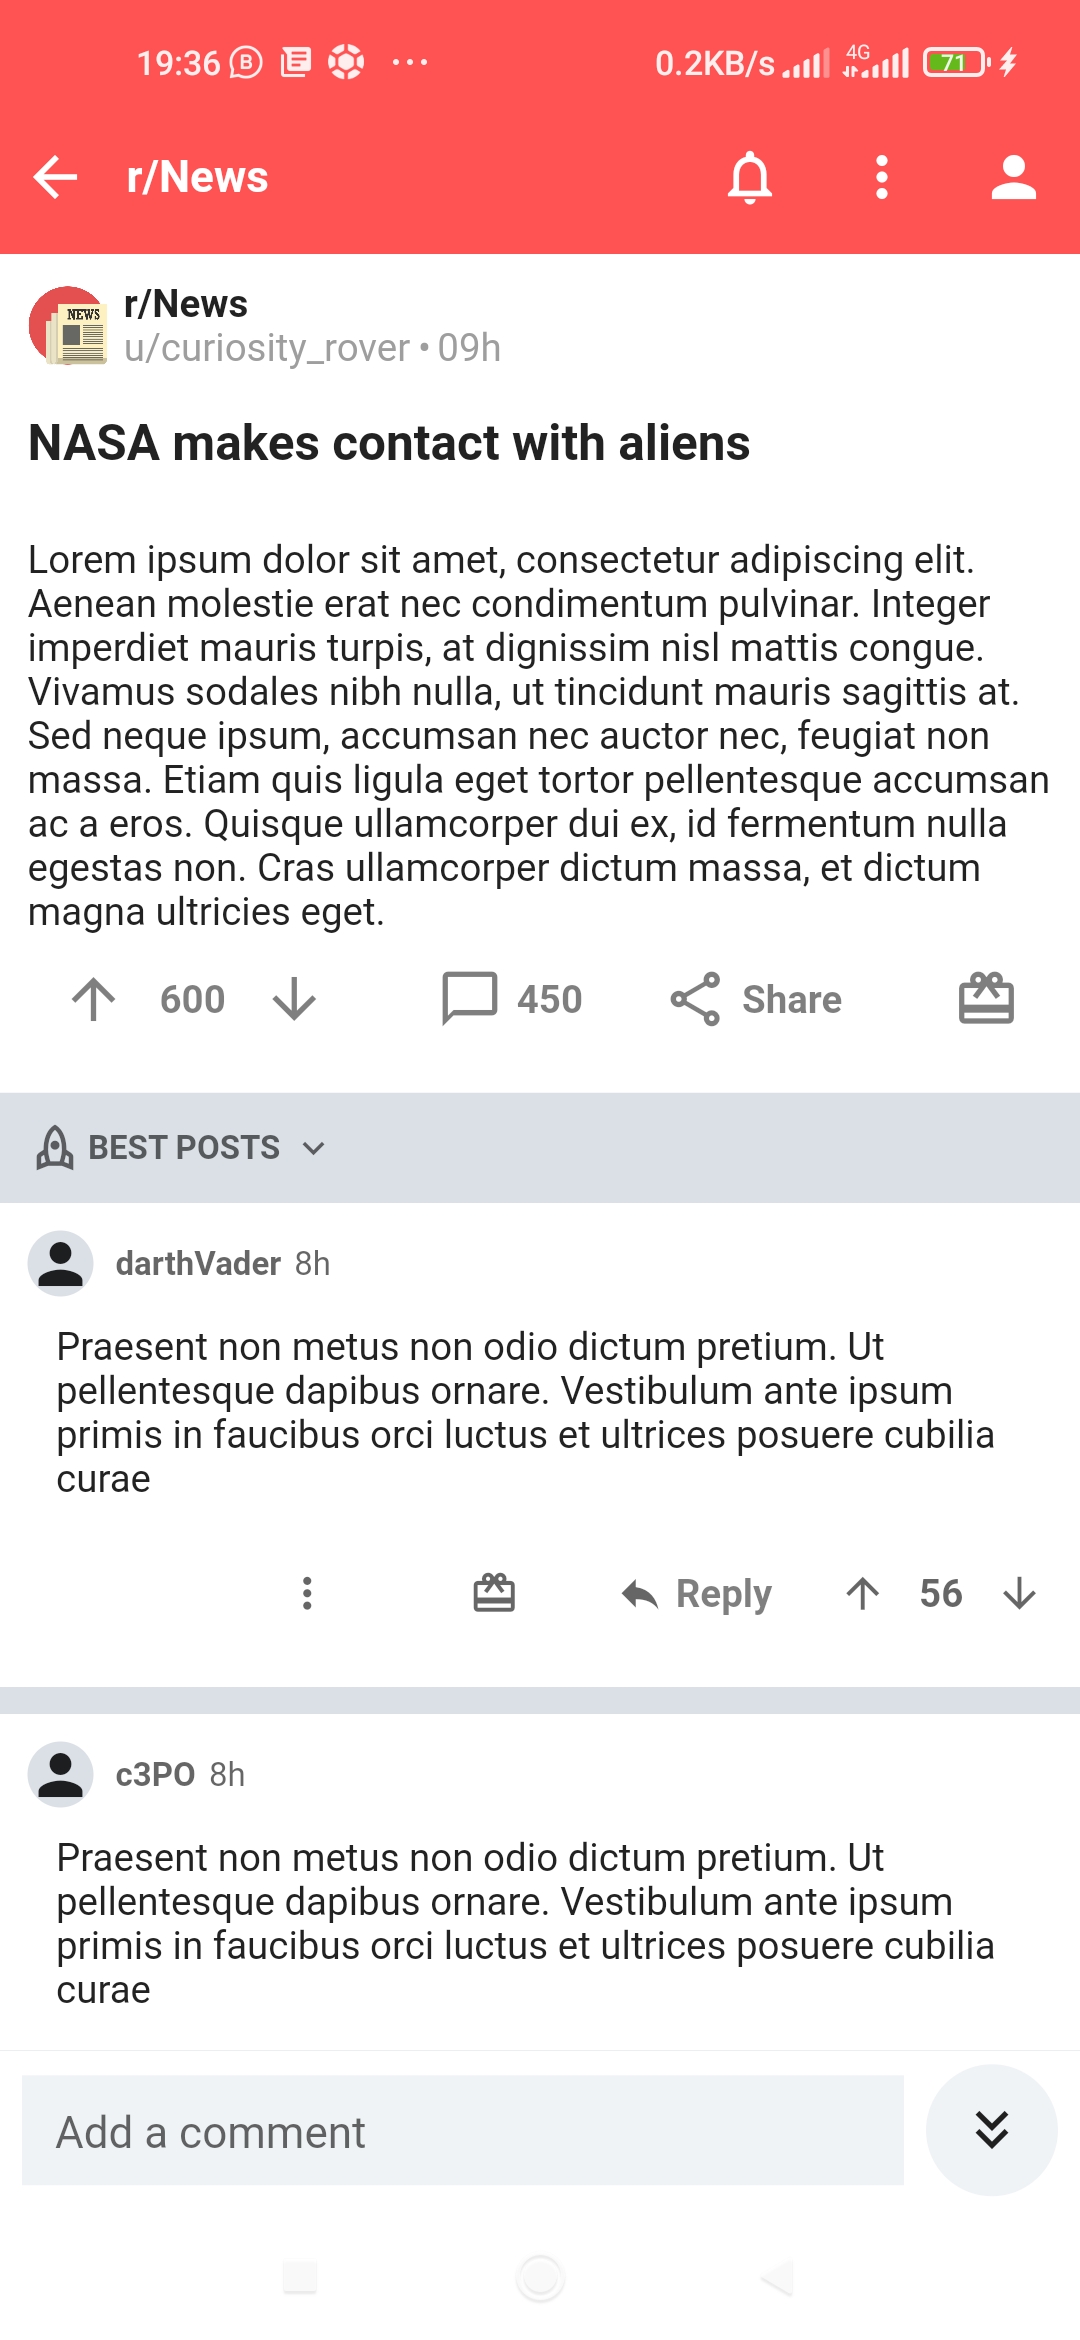 19:36
0.2KB/s 4G 71
r/News
NEWS
r/News
u/curiosity_rover • 09h
NASA makes contact with aliens
Lorem ipsum dolor sit amet, consectetur adipiscing elit.
Aenean molestie erat nec condimentum pulvinar. Integer
imperdiet mauris turpis, at dignissim nisl mattis congue.
Vivamus sodales nibh nulla, ut tincidunt mauris sagittis at.
Sed neque ipsum, accumsan nec auctor nec, feugiat non
massa. Etiam quis ligula eget tortor pellentesque accumsan
ac a eros. Quisque ullamcorper dui ex, id fermentum nulla
egestas non. Cras ullamcorper dictum massa, et dictum
magna ultricies eget.
600 450 Share
BEST POSTS
darthVader 8h
Praesent non metus non odio dictum pretium. Ut
pellentesque dapibus ornare. Vestibulum ante ipsum
primis in faucibus orci luctus et ultrices posuere cubilia
curae
Reply 56
c3PO 8h
Praesent non metus non odio dictum pretium. Ut
pellentesque dapibus ornare. Vestibulum ante ipsum
primis in faucibus orci luctus et ultrices posuere cubilia
curae
Add a comment